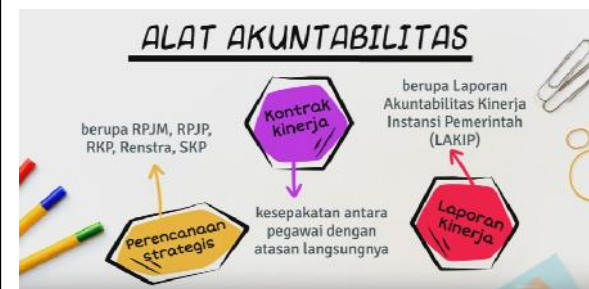 ALAT AKUNTABILITAS
berupa RPJM, RPJP,
RKP, Renstra, SKP
Perencanaan
strategis
Kontrak
kinerja
kesepakatan antara
pegawai dengan
atasan langsungnya
berupa Laporan
Akuntabilitas Kinerja
Instansi Pemerintah
(LAKIP)
Laporan
Kinerja